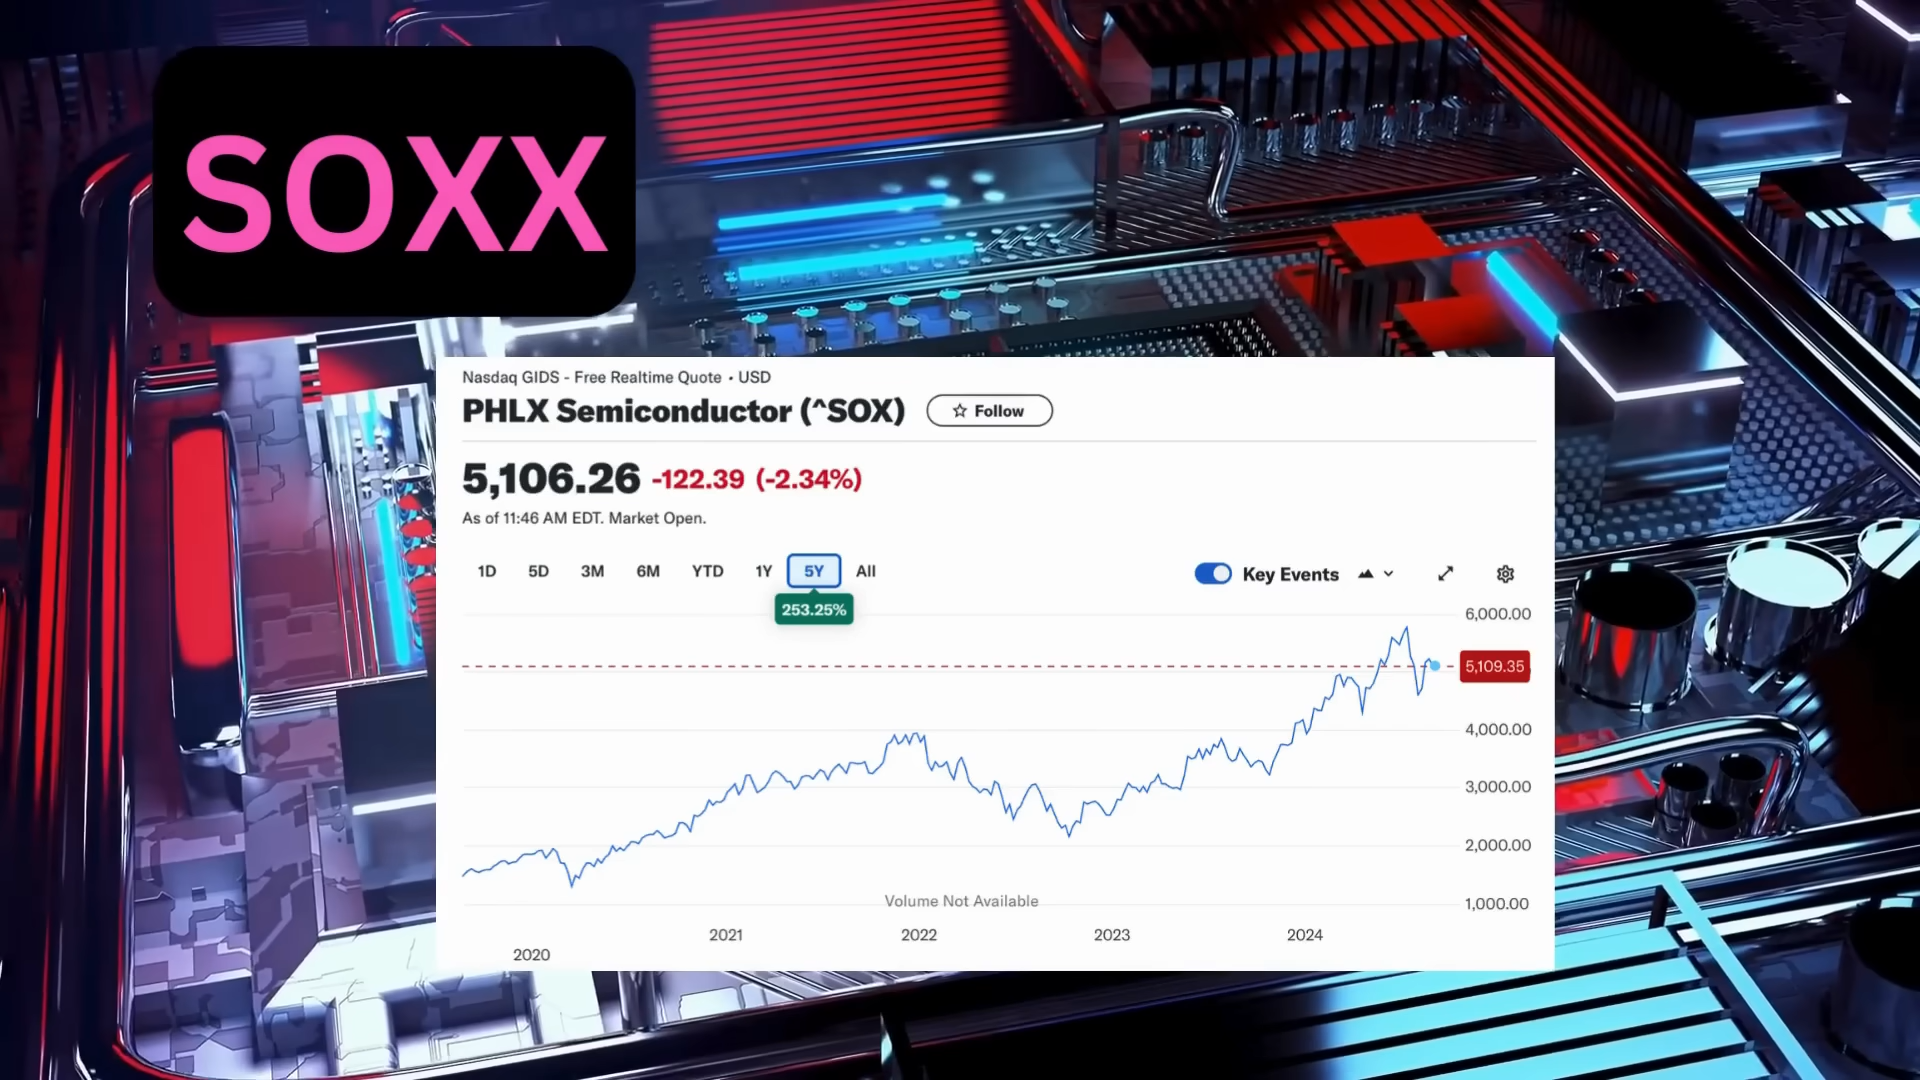 SOXX
Nasdaq GIDS - Free Realtime Quote • USD
PHLX Semiconductor (^SOX) Follow
5,106.26 -122.39 (-2.34%)
As of 11:46 AM EDT. Market Open.
1D 5D 3M 6M YTD 1Y 5Y All Key Events
253.25%
6,000.00
5,109.35
4,000.00
3,000.00
2,000.00
Volume Not Available
1,000.00
2021 2022 2023 2024
2020